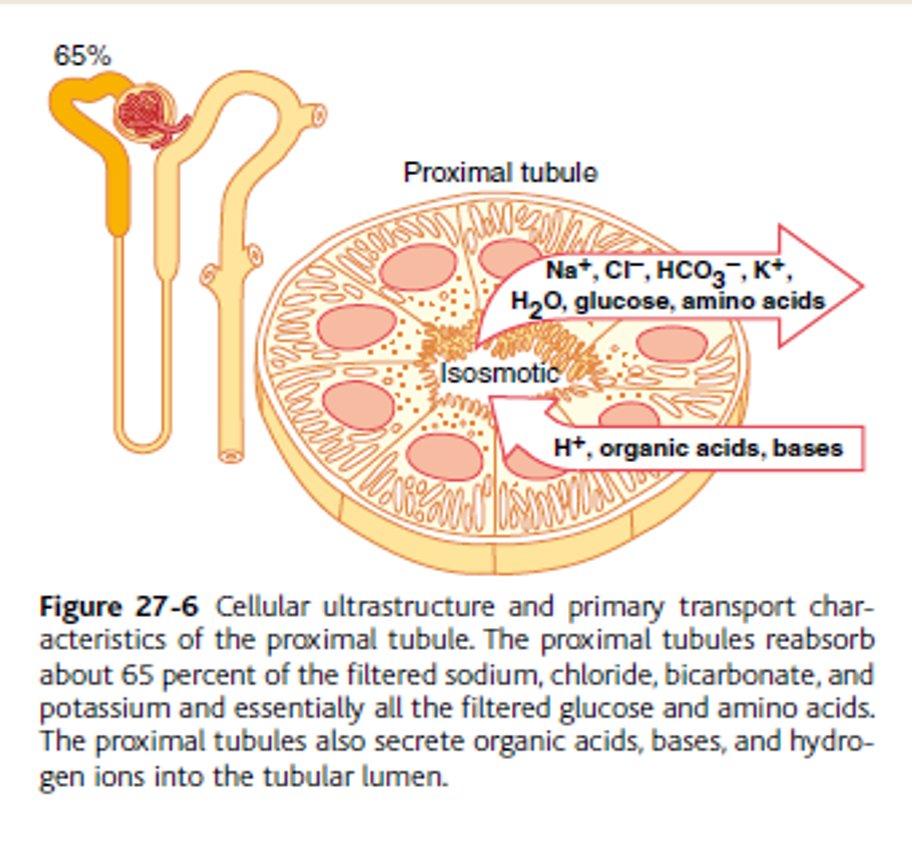 65%
Proximal tubule
Na+, Cl–, HCO3–, K+,
H2O, glucose, amino acids
Isosmotic
H+, organic acids, bases
Figure 27-6 Cellular ultrastructure and primary transport char-
acteristics of the proximal tubule. The proximal tubules reabsorb
about 65 percent of the filtered sodium, chloride, bicarbonate, and
potassium and essentially all the filtered glucose and amino acids.
The proximal tubules also secrete organic acids, bases, and hydro-
gen ions into the tubular lumen.